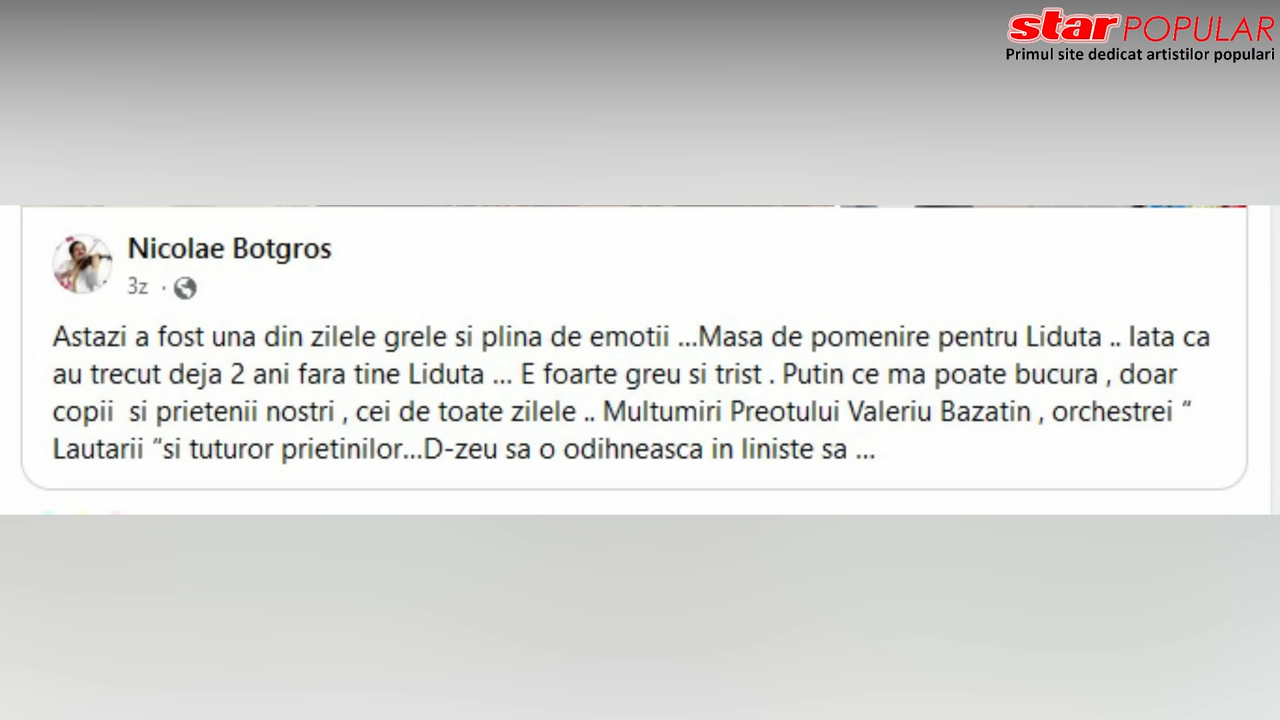 star POPULAR
Primul site dedicat artistilor populari
Nicolae Botgros
3z ·
Astazi a fost una din zilele grele si plina de emotii ...Masa de pomenire pentru Liduta .. Iata ca
au trecut deja 2 ani fara tine Liduta ... E foarte greu si trist . Putin ce ma poate bucura , doar
copii si prietenii nostri , cei de toate zilele .. Multumiri Preotului Valeriu Bazatin , orchestrei “
Lautarii “si tuturor prietinilor...D-zeu sa o odihneasca in liniste sa ...